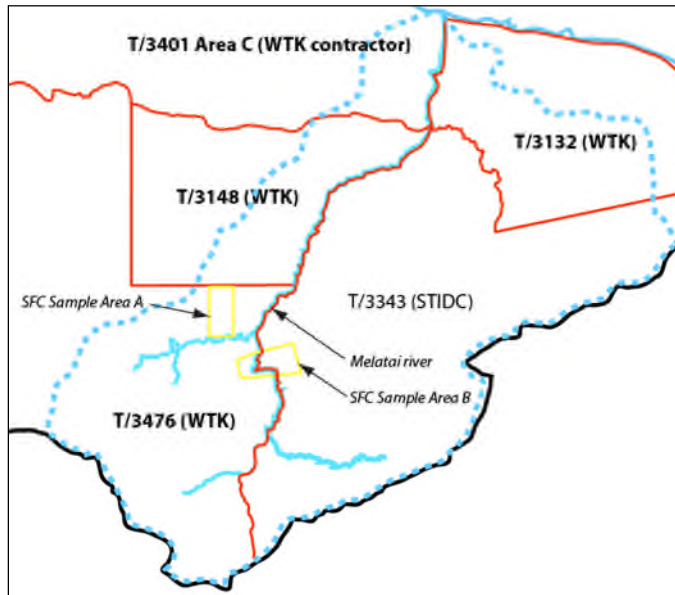 T/3401 Area C (WTK contractor)
T/3132 (WTK)
T/3148 (WTK)
SFC Sample Area A
T/3343 (STIDC)
Melatai river
SFC Sample Area B
T/3476 (WTK)